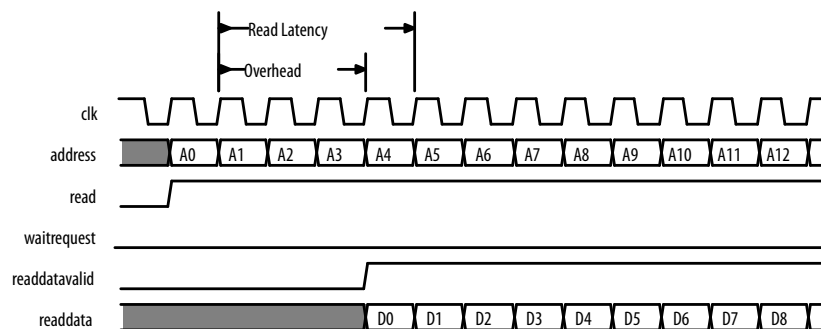 Read Latency
Overhead
clk
address A0 A1 A2 A3 A4 A5 A6 A7 A8 A9 A10 A11 A12
read
waitrequest
readdatavalid
readdata D0 D1 D2 D3 D4 D5 D6 D7 D8